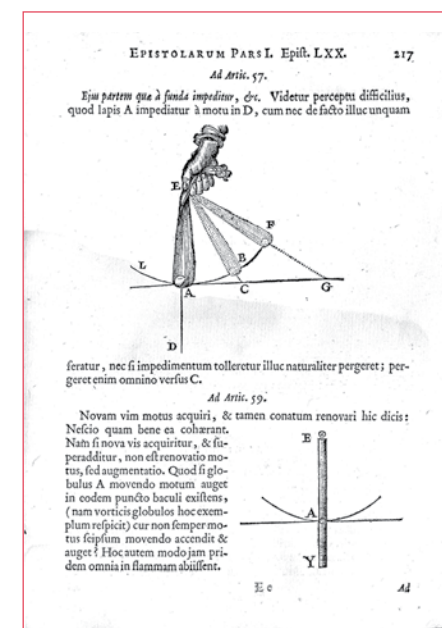 EPISTOLARUM PARS I. Epist. LXX. 217
Ad Artic. 57.
Ejus partem quæ à funda impeditur, &c. Videtur perceptu difficilius,
quod lapis A impediatur à motu in D, cum nec de facto illuc unquam
E
F
L
B
A
C
G
D
feratur, nec si impedimentum tolleretur illuc naturaliter pergeret; per-
geret enim omnino versus C.
Ad Artic. 59.
Novam vim motus acquiri, & tamen conatum renovari hic dicis:
Nescio quam bene ea cohærant.
Nam si nova vis acquiritur, & su-
peradditur, non est renovatio mo-
tus, sed augmentatio. Quod si glo-
bulus A movendo motum auget
in eodem puncto baculi existens,
(nam vorticis globulos hoc exem-
plum respicit) cur non semper mo-
tus seipsum movendo accendit &
auget? Hoc autem modo jam pri-
dem omnia in flammam abiissent.
E
A
Y
E e Ad